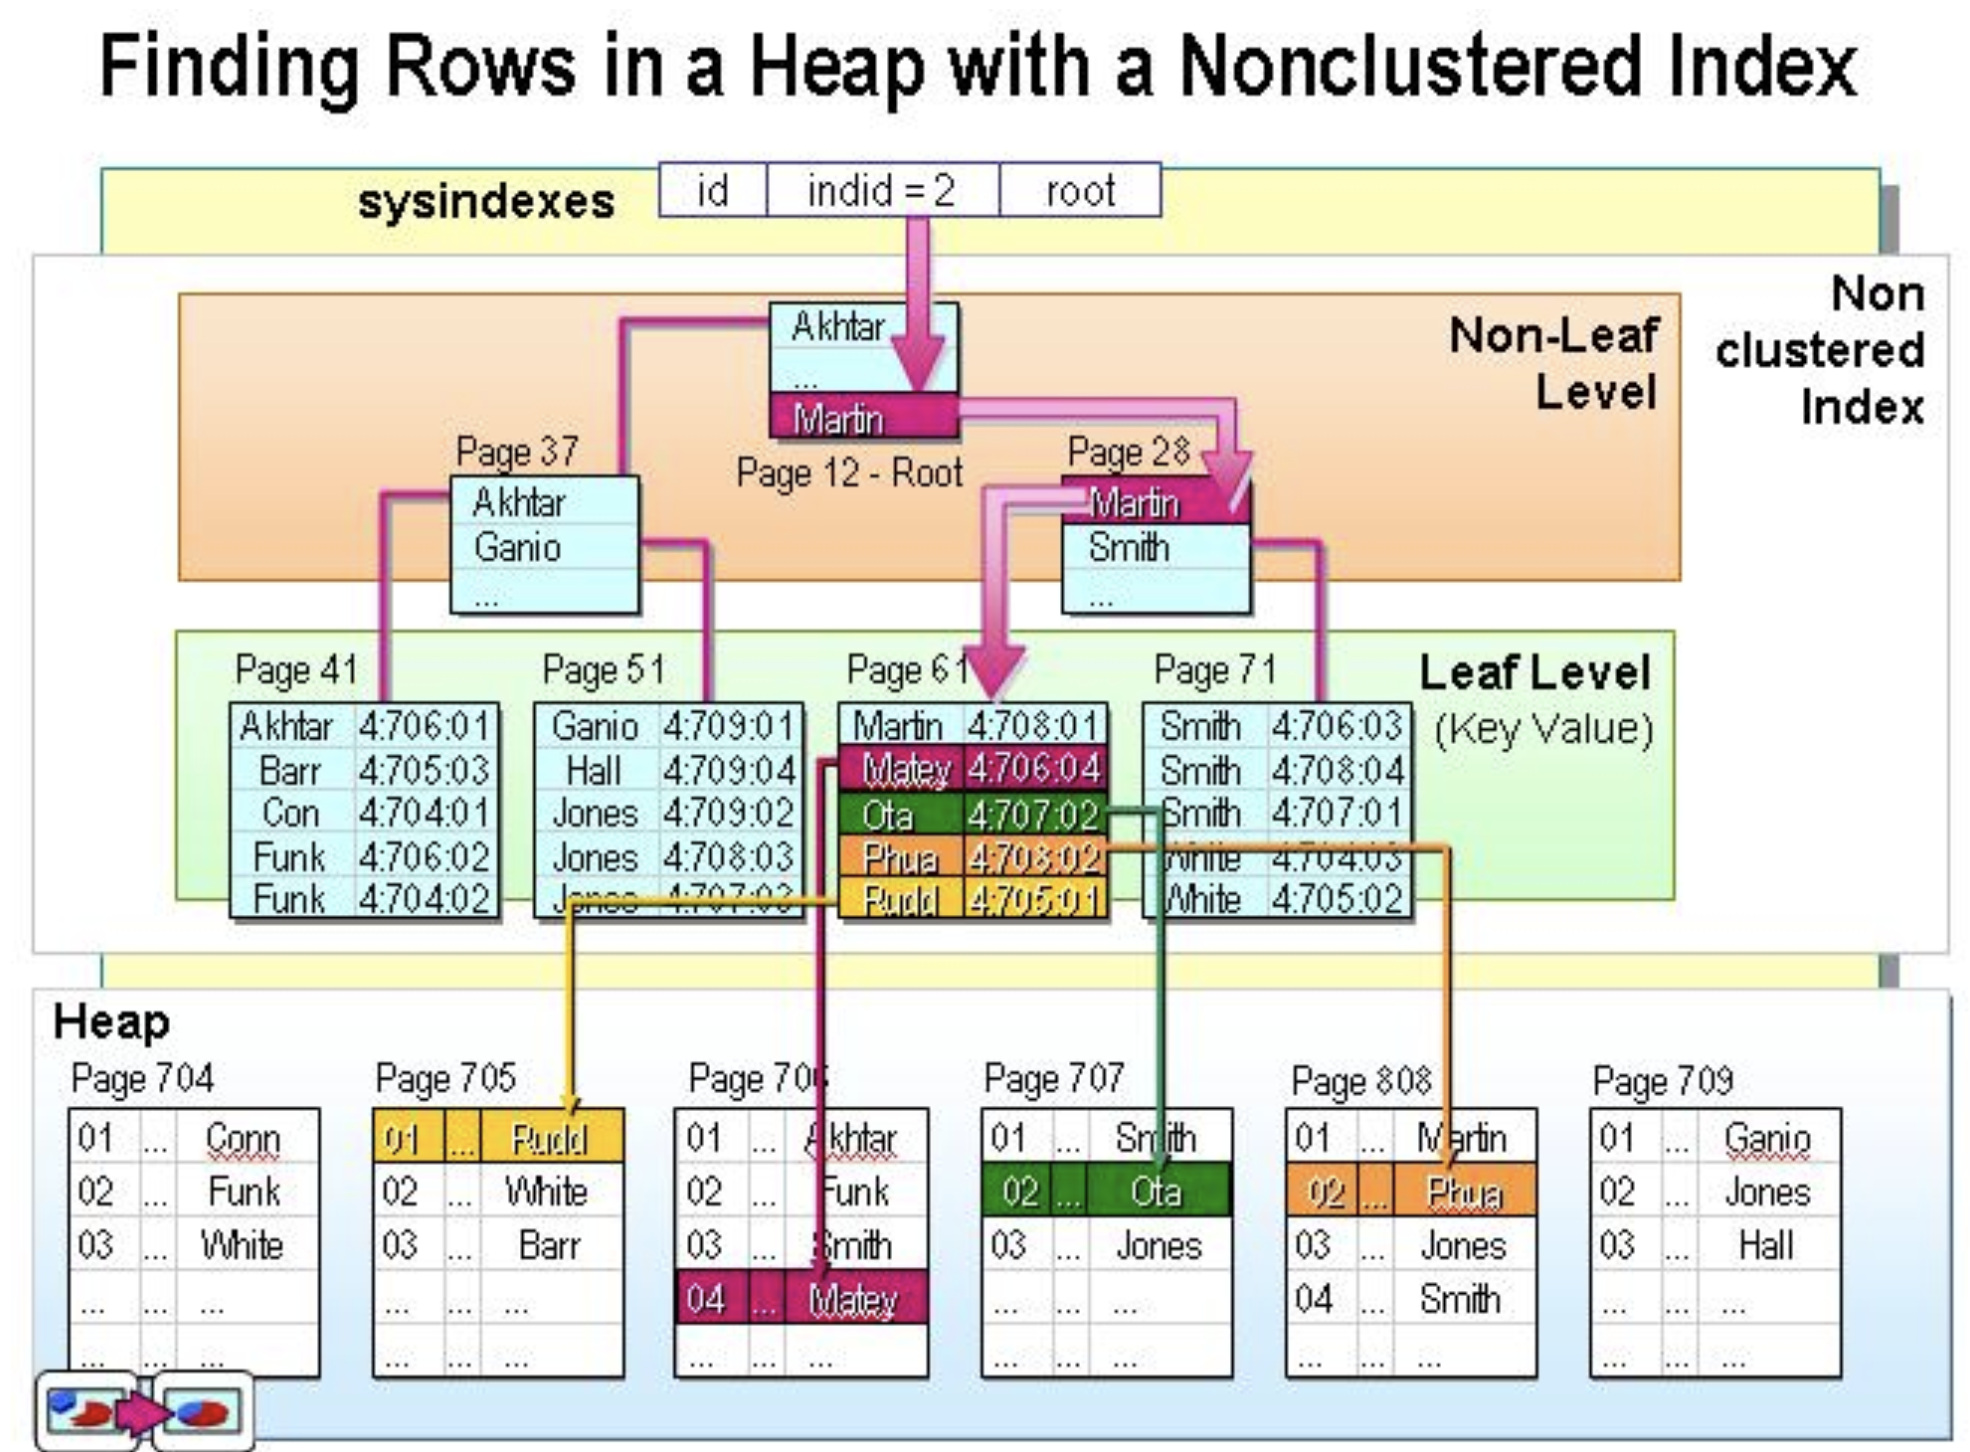 Finding Rows in a Heap with a Nonclustered Index
sysindexes id indid = 2 root
Non clustered Index
Non-Leaf Level
Akhtar
...
Martin
Page 12 - Root
Page 37
Akhtar
Ganio
...
Page 28
Martin
Smith
...
Leaf Level
(Key Value)
Page 41
Akhtar 4:706:01
Barr 4:705:03
Con 4:704:01
Funk 4:706:02
Funk 4:704:02
Page 51
Ganio 4:709:01
Hall 4:709:04
Jones 4:709:02
Jones 4:708:03
Jones 4:707:03
Page 61
Martin 4:708:01
Matey 4:706:04
Ota 4:707:02
Phua 4:708:02
Rudd 4:705:01
Page 71
Smith 4:706:03
Smith 4:708:04
Smith 4:707:01
White 4:704:03
White 4:705:02
Heap
Page 704
01 ... Conn
02 ... Funk
03 ... White
... ... ...
... ... ...
Page 705
01 ... Rudd
02 ... White
03 ... Barr
... ... ...
... ... ...
Page 706
01 ... Akhtar
02 ... Funk
03 ... Smith
04 ... Matey
... ... ...
Page 707
01 ... Smith
02 ... Ota
03 ... Jones
... ... ...
... ... ...
Page 808
01 ... Martin
02 ... Phua
03 ... Jones
04 ... Smith
... ... ...
Page 709
01 ... Ganio
02 ... Jones
03 ... Hall
... ... ...
... ... ...